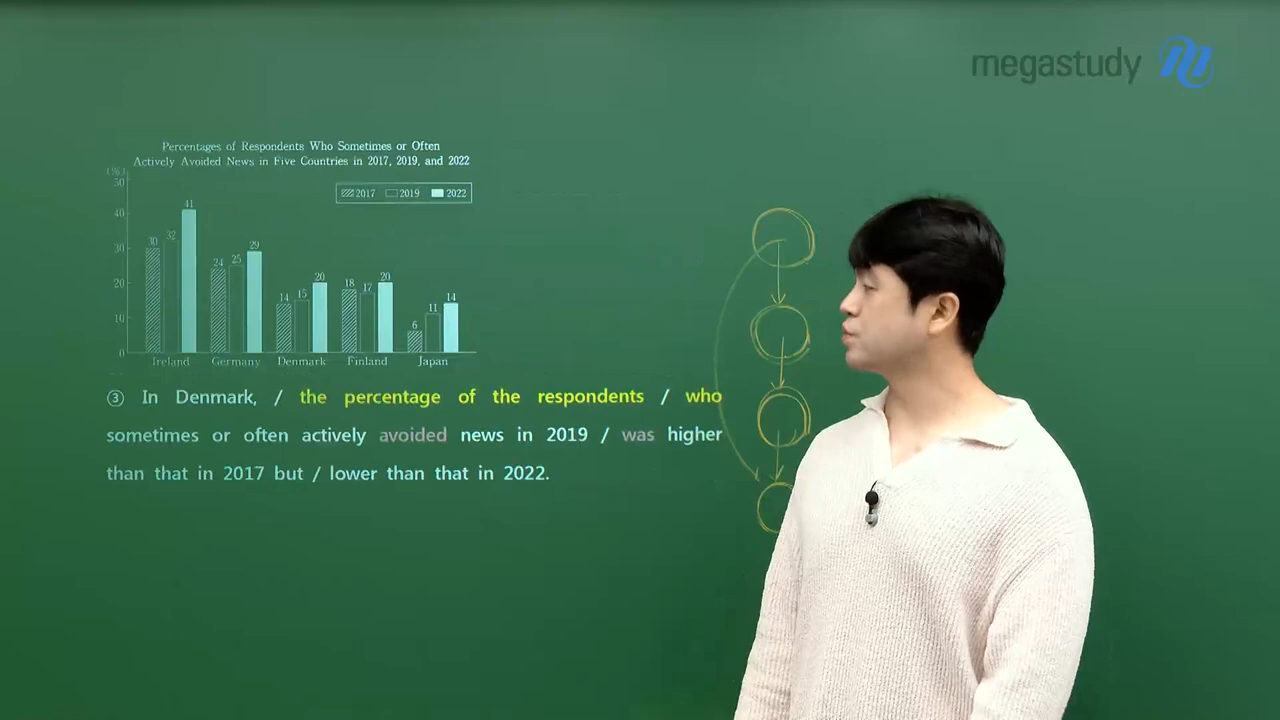 megastudy
Percentages of Respondents Who Sometimes or Often
Actively Avoided News in Five Countries in 2017, 2019, and 2022
(%)
50
2017 2019 2022
40
30
20
10
0
30 32 41
24 25 29
14 15 20
18 17 20
6 11 14
Ireland Germany Denmark Finland Japan
③ In Denmark, / the percentage of the respondents / who
sometimes or often actively avoided news in 2019 / was higher
than that in 2017 but / lower than that in 2022.